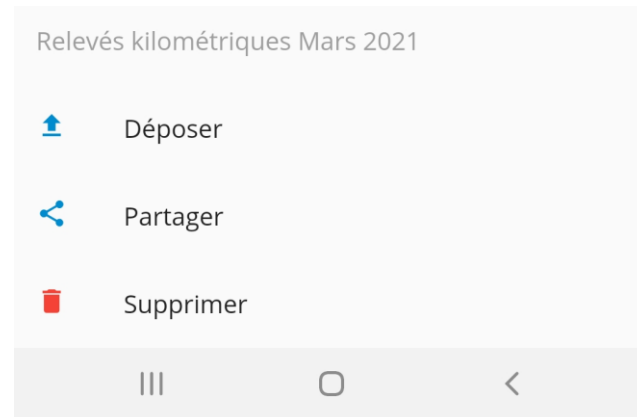 Relevés kilométriques Mars 2021
Déposer
Partager
Supprimer